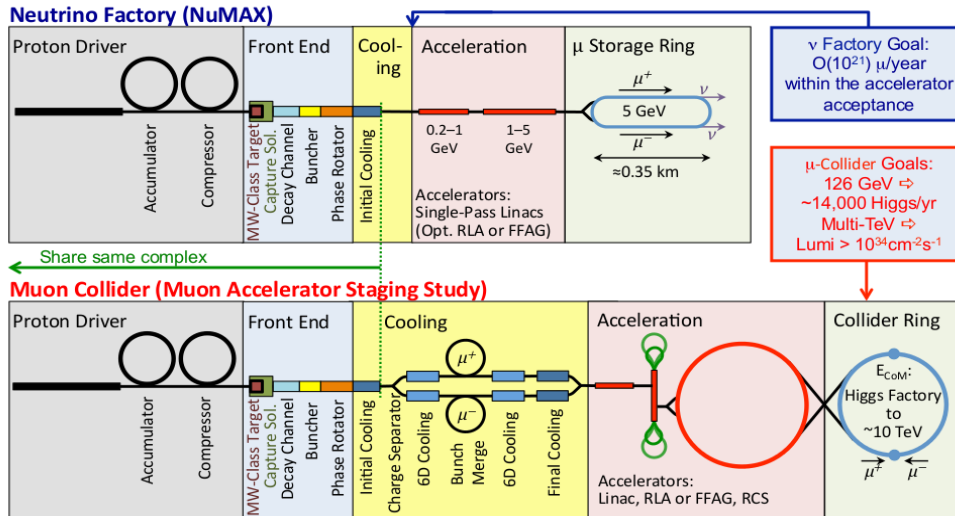 Neutrino Factory (NuMAX)
Proton Driver
Accumulator
Compressor
Front End
MW-Class Target
Capture Sol.
Decay Channel
Buncher
Phase Rotator
Cool-
ing
Initial Cooling
Acceleration
0.2–1
GeV
1–5
GeV
Accelerators:
Single-Pass Linacs
(Opt. RLA or FFAG)
μ Storage Ring
μ+
5 GeV
μ−
ν
ν
≈0.35 km
ν Factory Goal:
O(10²¹) μ/year
within the accelerator
acceptance
μ-Collider Goals:
126 GeV ⇨
~14,000 Higgs/yr
Multi-TeV ⇨
Lumi > 10³⁴cm⁻²s⁻¹
Share same complex
Muon Collider (Muon Accelerator Staging Study)
Proton Driver
Accumulator
Compressor
Front End
MW-Class Target
Capture Sol.
Decay Channel
Buncher
Phase Rotator
Cooling
Initial Cooling
Charge Separator
6D Cooling
μ+
μ−
Bunch
Merge
6D Cooling
Final Cooling
Acceleration
Accelerators:
Linac, RLA or FFAG, RCS
Collider Ring
E_CoM:
Higgs Factory
to
~10 TeV
μ+
μ−